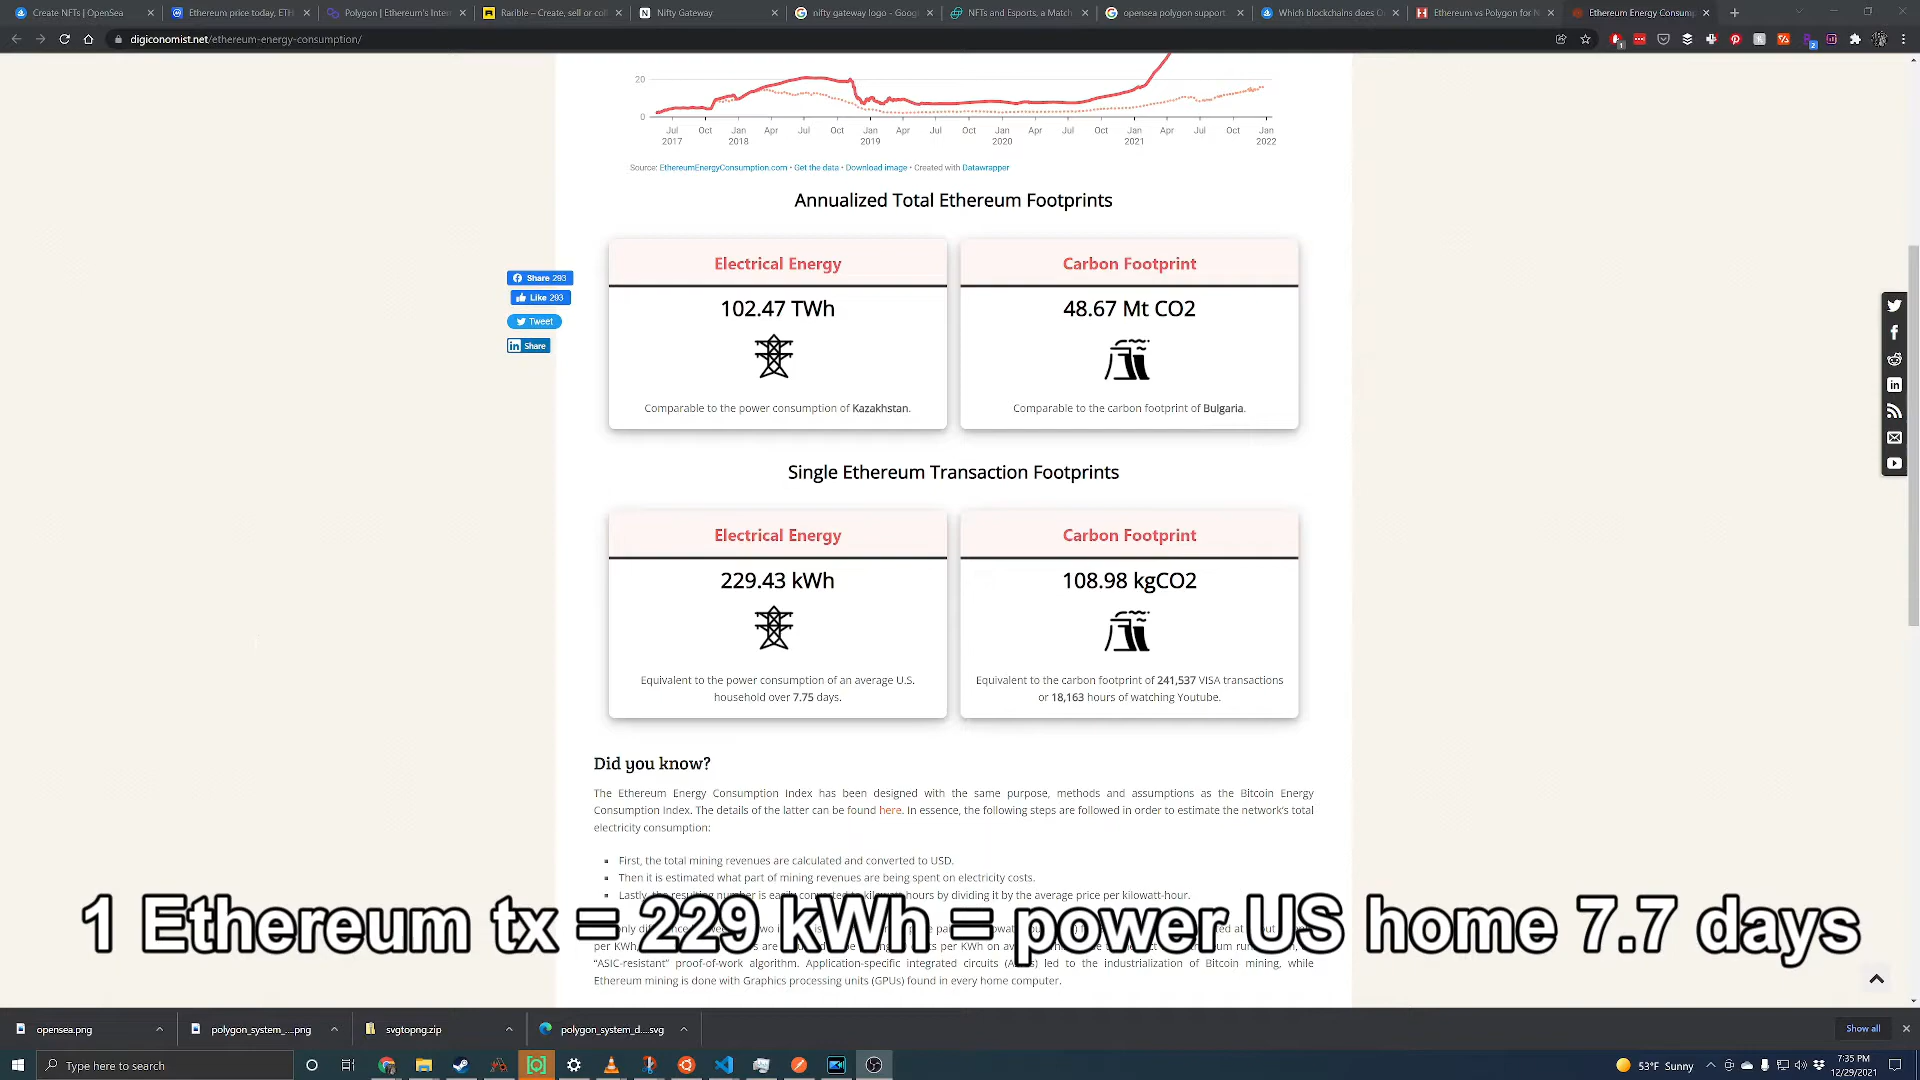 Create NFTs | OpenSea
Ethereum price today, ETH
Polygon | Ethereum's Inter
Rarible – Create, sell or coll
Nifty Gateway
nifty gateway logo - Goog
NFTs and Esports, a Match
opensea polygon support
Which blockchains does O
Ethereum vs Polygon for N
Ethereum Energy Consump
digiconomist.net/ethereum-energy-consumption/
20
0
Jul Oct Jan Apr Jul Oct Jan Apr Jul Oct Jan Apr Jul Oct Jan Apr Jul Oct Jan
2017 2018 2019 2020 2021 2022
Source: EthereumEnergyConsumption.com • Get the data • Download image • Created with Datawrapper
Annualized Total Ethereum Footprints
Share 293
Like 293
Tweet
in Share
Electrical Energy
102.47 TWh
Comparable to the power consumption of Kazakhstan.
Carbon Footprint
48.67 Mt CO2
Comparable to the carbon footprint of Bulgaria.
Single Ethereum Transaction Footprints
Electrical Energy
229.43 kWh
Equivalent to the power consumption of an average U.S.
household over 7.75 days.
Carbon Footprint
108.98 kgCO2
Equivalent to the carbon footprint of 241,537 VISA transactions
or 18,163 hours of watching Youtube.
Did you know?
The Ethereum Energy Consumption Index has been designed with the same purpose, methods and assumptions as the Bitcoin Energy
Consumption Index. The details of the latter can be found here. In essence, the following steps are followed in order to estimate the network's total
electricity consumption:
First, the total mining revenues are calculated and converted to USD.
Then it is estimated what part of mining revenues are being spent on electricity costs.
Lastly, the resulting number is easily converted to kilowatt-hours by dividing it by the average price per kilowatt-hour.
1 Ethereum tx = 229 kWh = power US home 7.7 days
"ASIC-resistant" proof-of-work algorithm. Application-specific integrated circuits led to the industrialization of Bitcoin mining, while
Ethereum mining is done with Graphics processing units (GPUs) found in every home computer.
opensea.png
polygon_system_....png
svgtopng.zip
polygon_system_d....svg
Show all
Type here to search
53°F Sunny
7:35 PM
12/29/2021